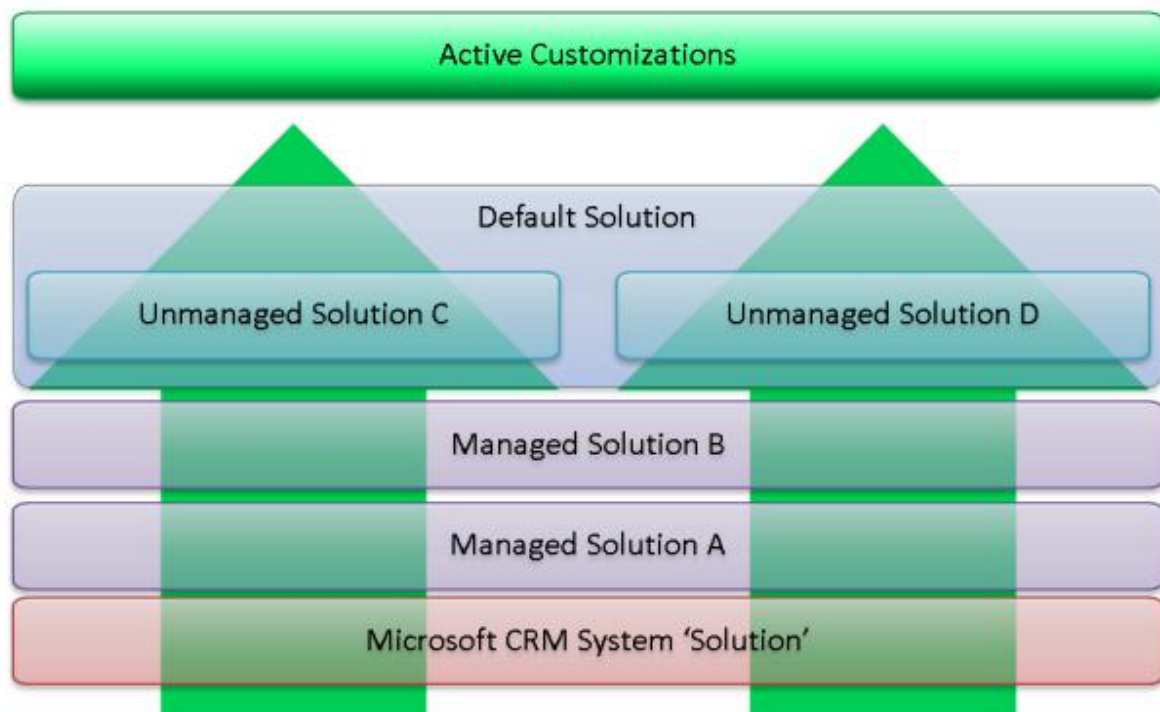 Active Customizations
Default Solution
Unmanaged Solution C
Unmanaged Solution D
Managed Solution B
Managed Solution A
Microsoft CRM System ‘Solution’